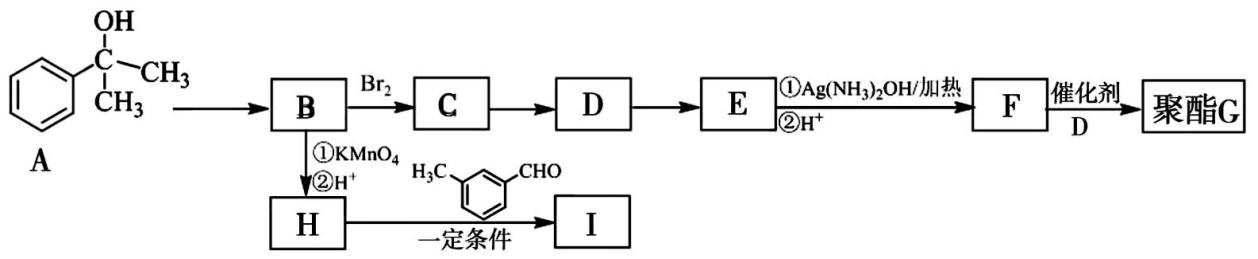 OH
C
CH₃
CH₃
A
B
Br₂
C
D
E
①Ag(NH₃)₂OH/加热
②H⁺
F
催化剂
D
聚酯G
①KMnO₄
②H⁺
H
H₃C
CHO
一定条件
I